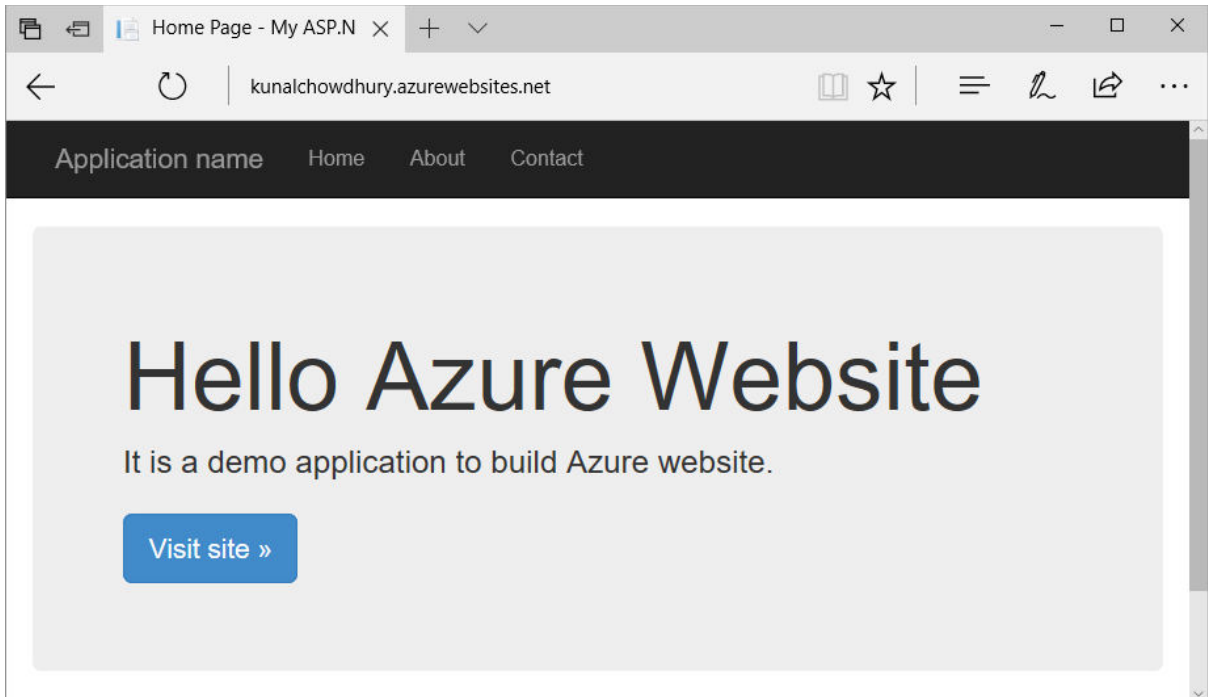 Home Page - My ASP.N
kunalchowdhury.azurewebsites.net
Application name Home About Contact
Hello Azure Website
It is a demo application to build Azure website.
Visit site »